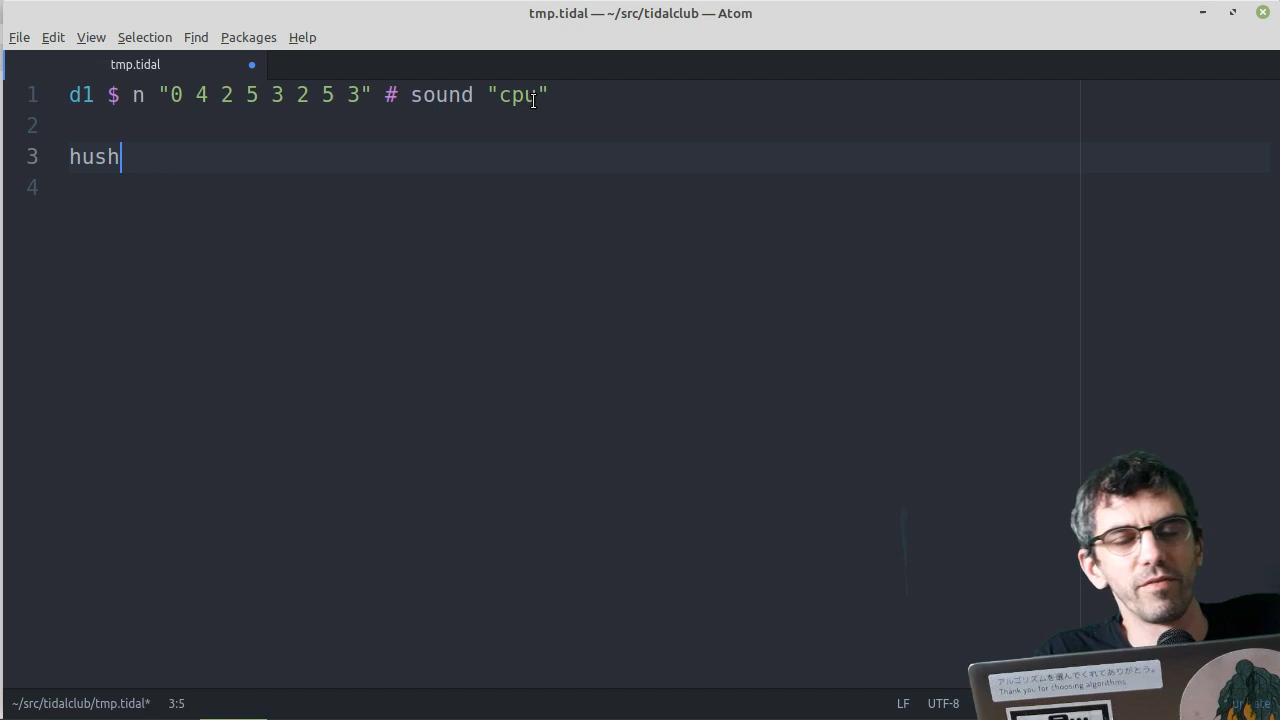 tmp.tidal — ~/src/tidalclub — Atom
File Edit View Selection Find Packages Help
tmp.tidal
1 d1 $ n "0 4 2 5 3 2 5 3" # sound "cpu"
2
3 hush
4
アルゴリズムを選んでくれてありがとう。
Thank you for choosing algorithms
~/src/tidalclub/tmp.tidal* 3:5 LF UTF-8